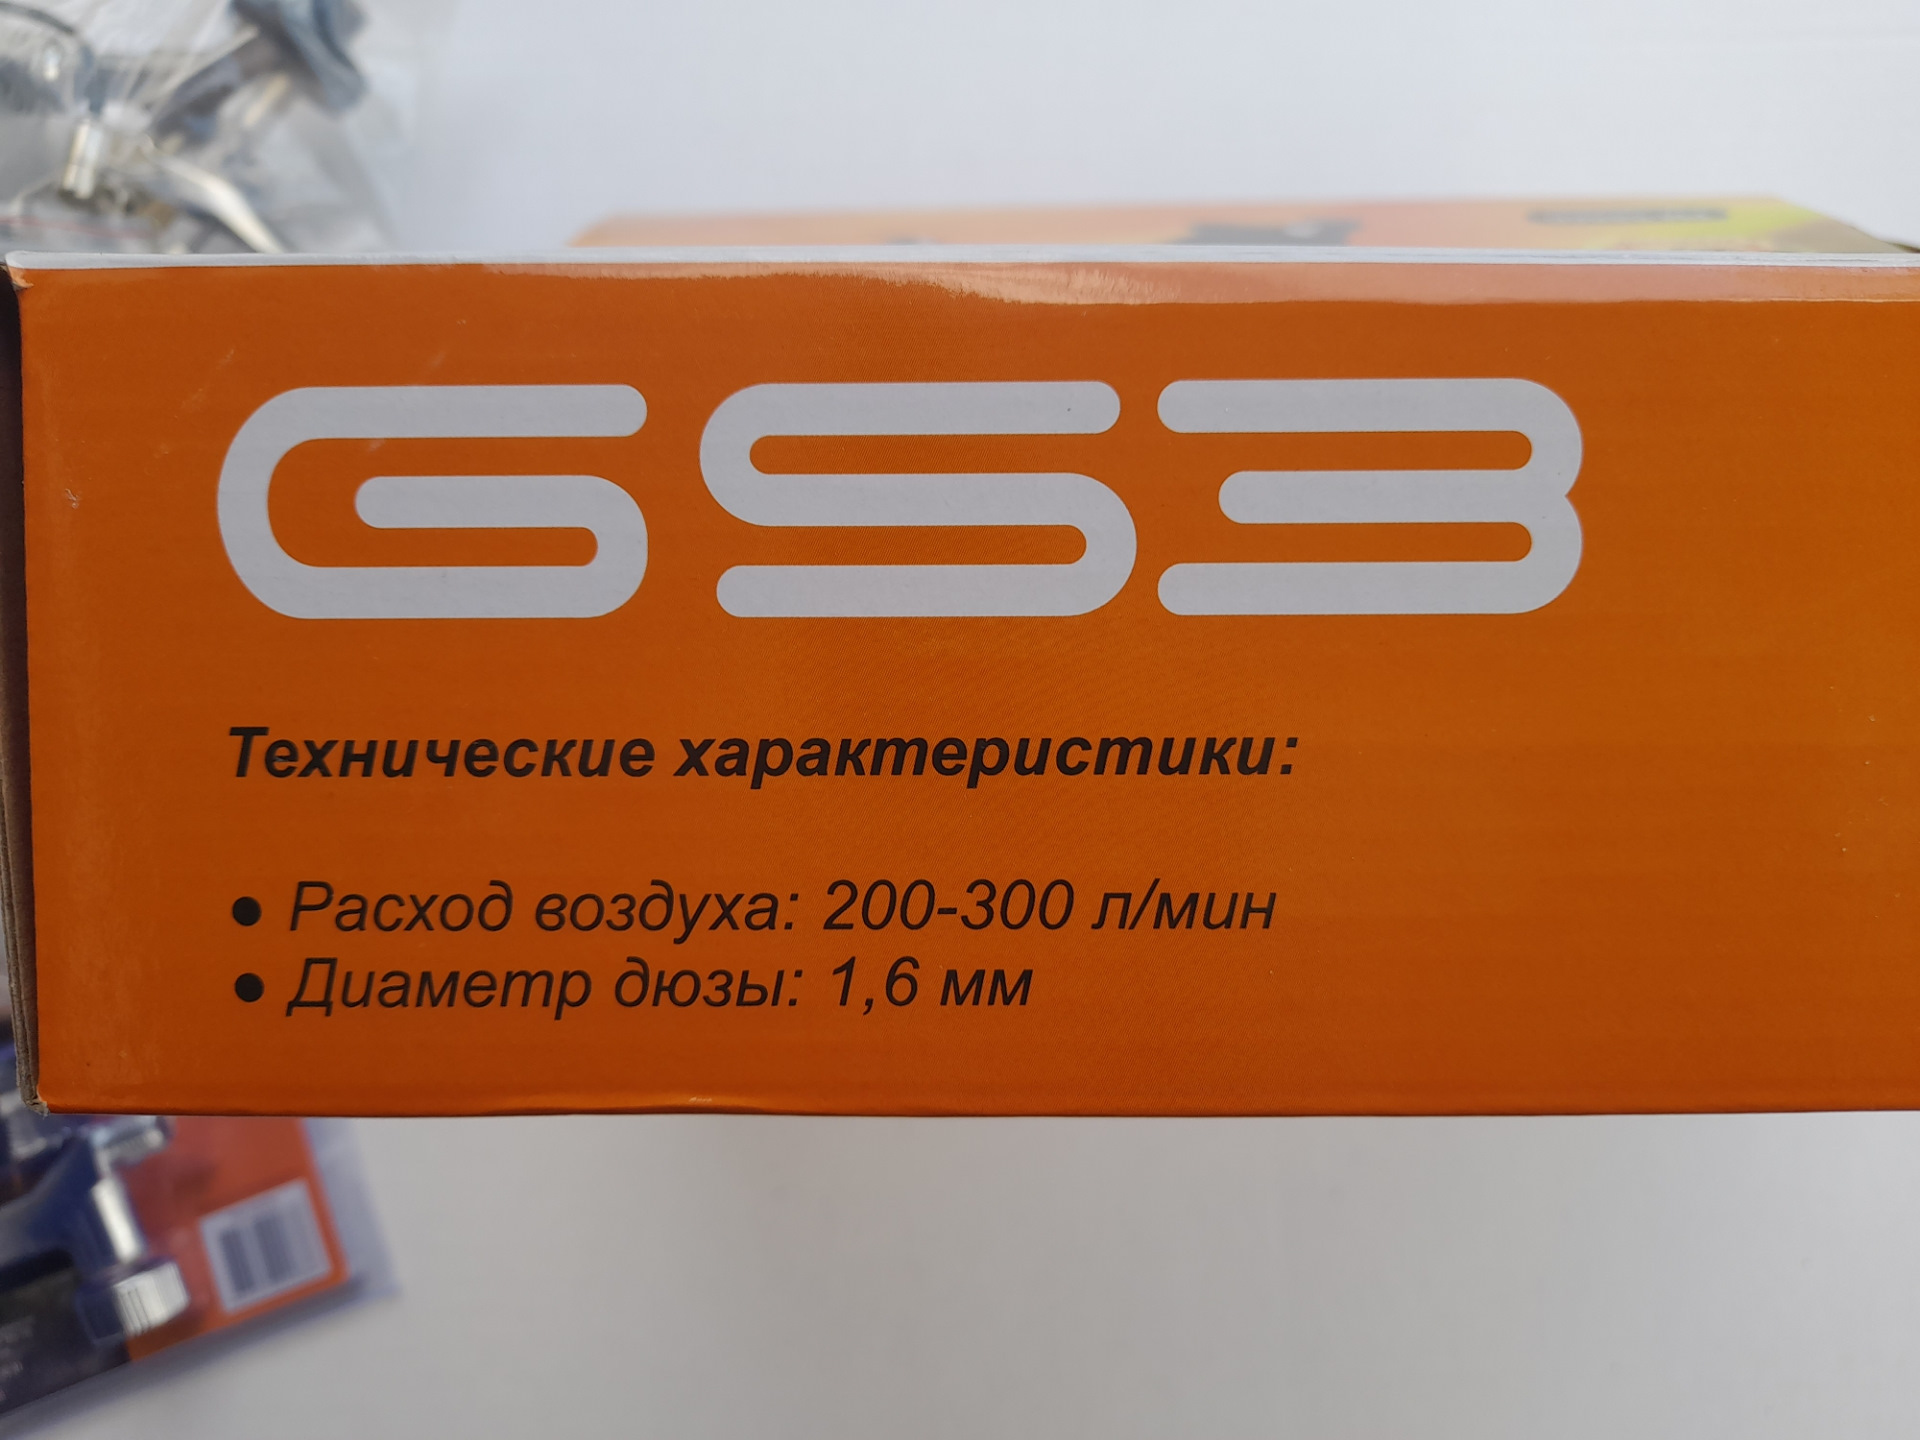 GS3
Технические характеристики:
● Расход воздуха: 200-300 л/мин
● Диаметр дюзы: 1,6 мм